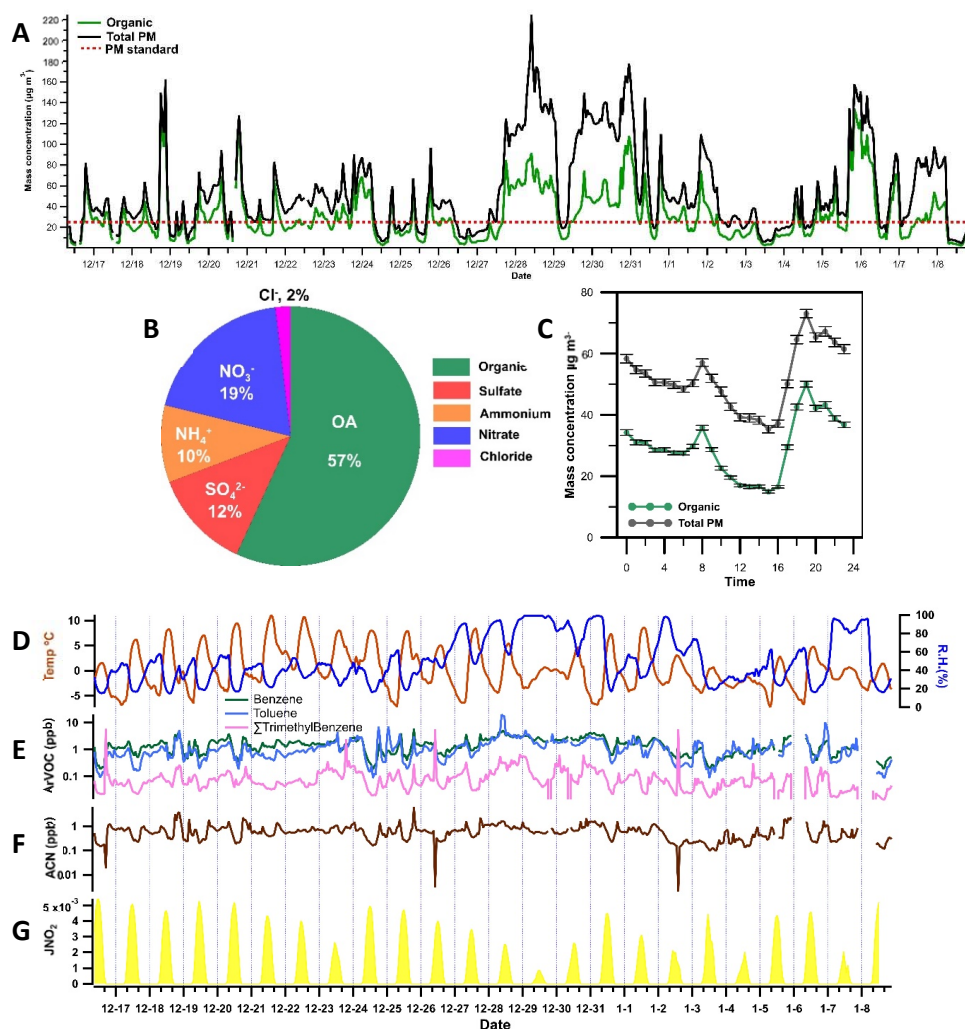 A
Organic
Total PM
PM standard
Mass concentration (µg m⁻³)
220
200
180
160
140
120
100
80
60
40
20
12/17 12/18 12/19 12/20 12/21 12/22 12/23 12/24 12/25 12/26 12/27 12/28 12/29 12/30 12/31 1/1 1/2 1/3 1/4 1/5 1/6 1/7 1/8
Date
B
Cl⁻, 2%
NO₃⁻
19%
NH₄⁺
10%
SO₄²⁻
12%
OA
57%
Organic
Sulfate
Ammonium
Nitrate
Chloride
C
Mass concentration µg m³⁻
80
60
40
20
0
Organic
Total PM
0 4 8 12 16 20 24
Time
D
Temp °C
10
5
0
-5
100
80
60
40
20
0
R.H.(%)
Benzene
Toluene
∑TrimethylBenzene
E
ArVOC (ppb)
10
1
0.1
F
ACN (ppb)
1
0.1
0.01
G
JNO₂
5 x10⁻³
4
3
2
1
0
12-17 12-18 12-19 12-20 12-21 12-22 12-23 12-24 12-25 12-26 12-27 12-28 12-29 12-30 12-31 1-1 1-2 1-3 1-4 1-5 1-6 1-7 1-8
Date